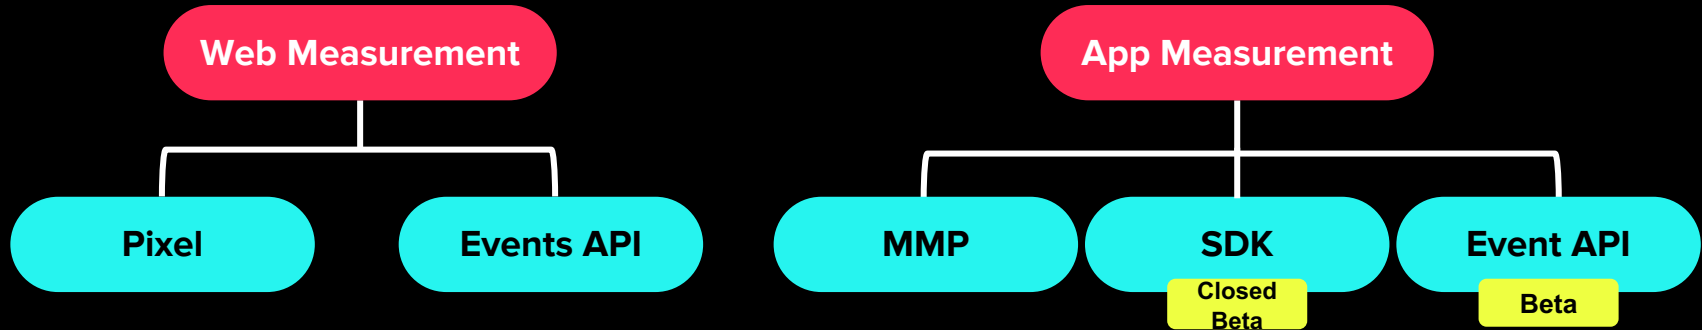 Web Measurement
App Measurement
Pixel
Events API
MMP
SDK
Event API
Closed
Beta
Beta